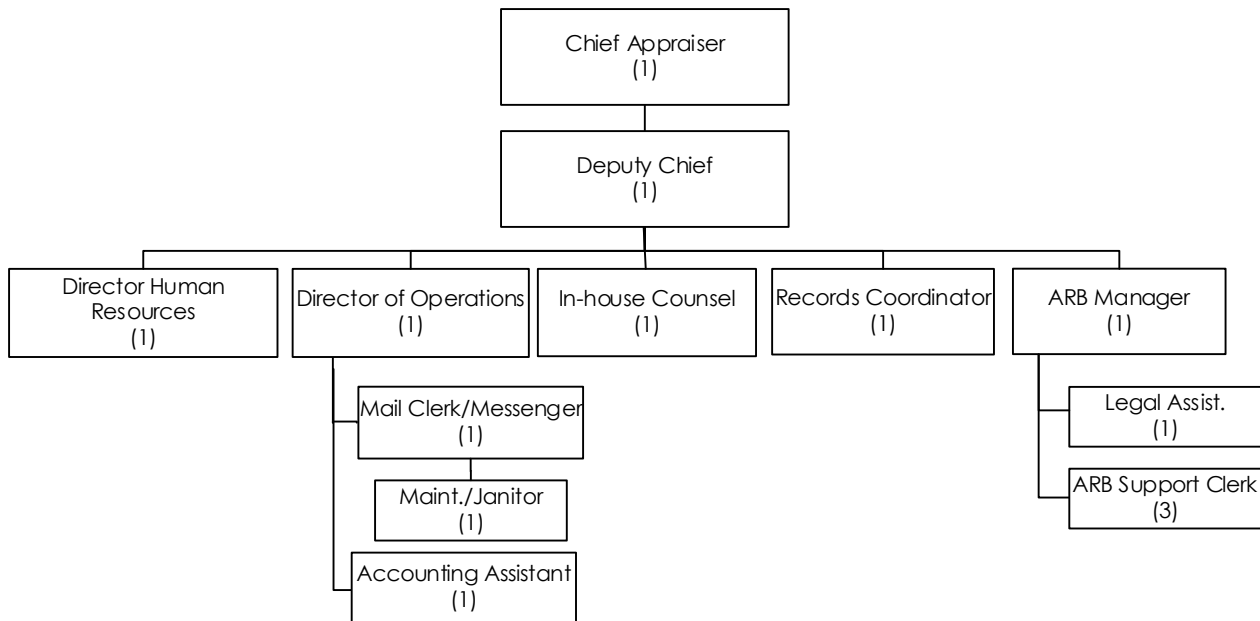 Chief Appraiser
(1)
Deputy Chief
(1)
Director Human
Resources
(1)
Director of Operations
(1)
In-house Counsel
(1)
Records Coordinator
(1)
ARB Manager
(1)
Mail Clerk/Messenger
(1)
Maint./Janitor
(1)
Accounting Assistant
(1)
Legal Assist.
(1)
ARB Support Clerk
(3)